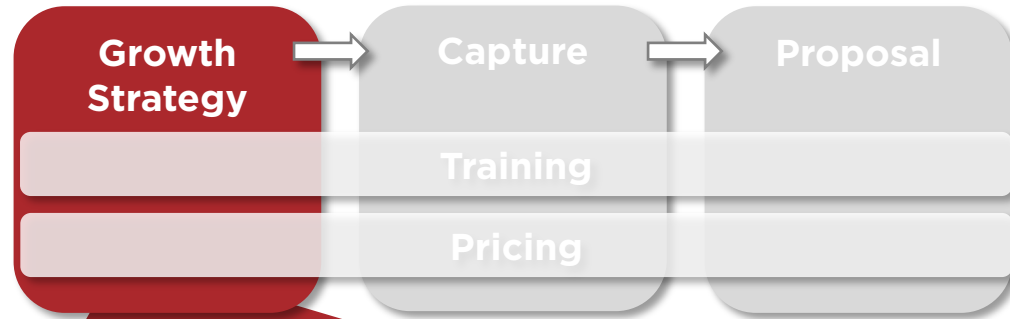 Growth
Strategy
Capture
Proposal
Training
Pricing